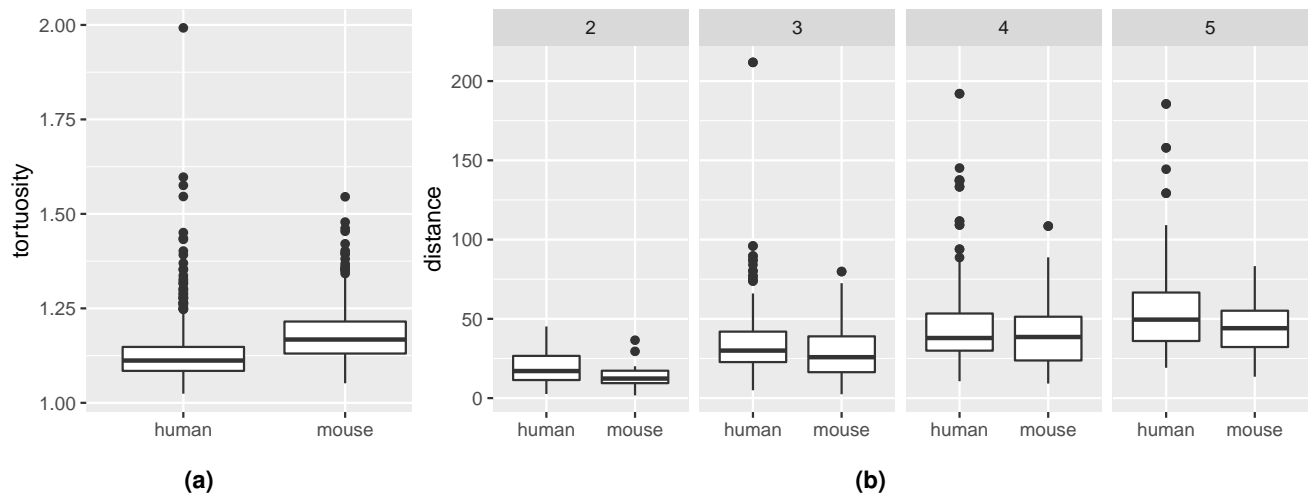 tortuosity
2.00
1.75
1.50
1.25
1.00
human mouse
(a)
distance
2 3 4 5
200
150
100
50
0
human mouse human mouse human mouse human mouse
(b)